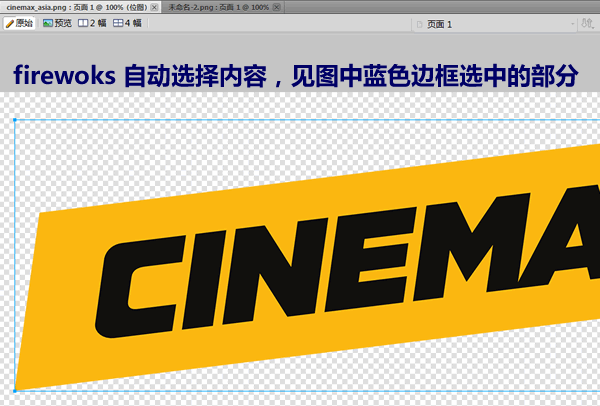 cinemax_asia.png : 页面 1 @ 100% (位图) 未命名-2.png : 页面 1 @ 100%
原始 预览 2 幅 4 幅 页面 1
firewoks 自动选择内容，见图中蓝色边框选中的部分
CINEMA